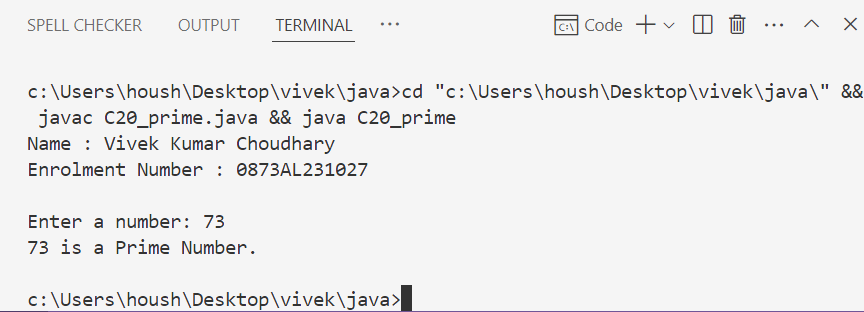 SPELL CHECKER OUTPUT TERMINAL ··· Code ···
c:\Users\housh\Desktop\vivek\java>cd "c:\Users\housh\Desktop\vivek\java\" &&
javac C20_prime.java && java C20_prime
Name : Vivek Kumar Choudhary
Enrolment Number : 0873AL231027
Enter a number: 73
73 is a Prime Number.
c:\Users\housh\Desktop\vivek\java>